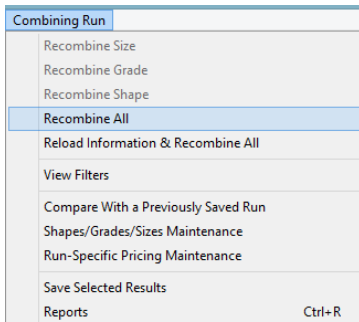 Combining Run
Recombine Size
Recombine Grade
Recombine Shape
Recombine All
Reload Information & Recombine All
View Filters
Compare With a Previously Saved Run
Shapes/Grades/Sizes Maintenance
Run-Specific Pricing Maintenance
Save Selected Results
Reports Ctrl+R